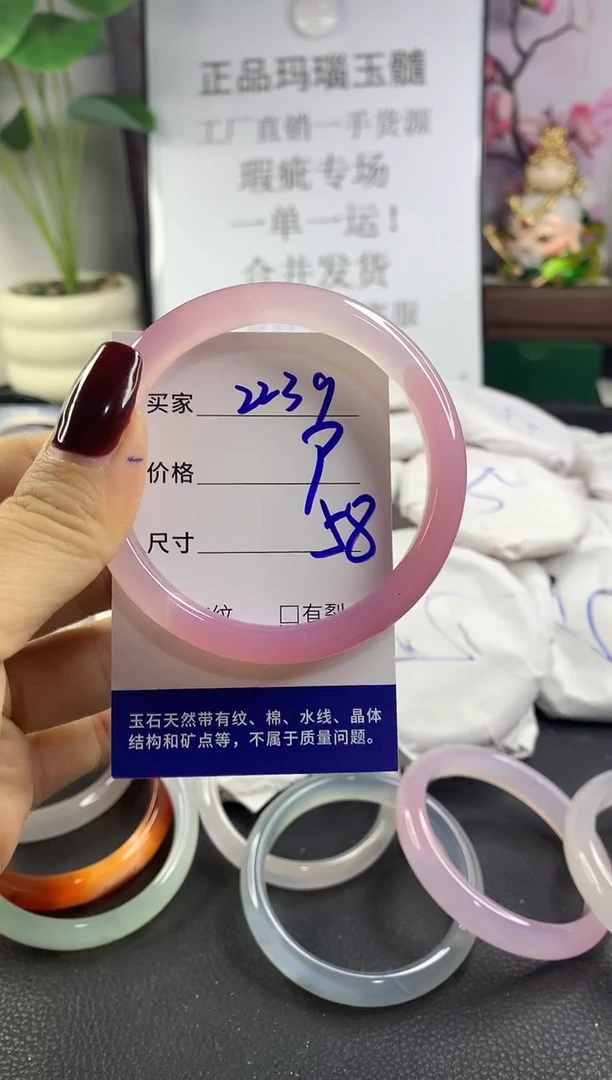 正品玛瑙玉髓
工厂直销一手货源
瑕疵专场
一单一运！
合并发货
客服
买家 2239
价格
尺寸 58
纹 □有裂
玉石天然带有纹、棉、水线、晶体
结构和矿点等，不属于质量问题。